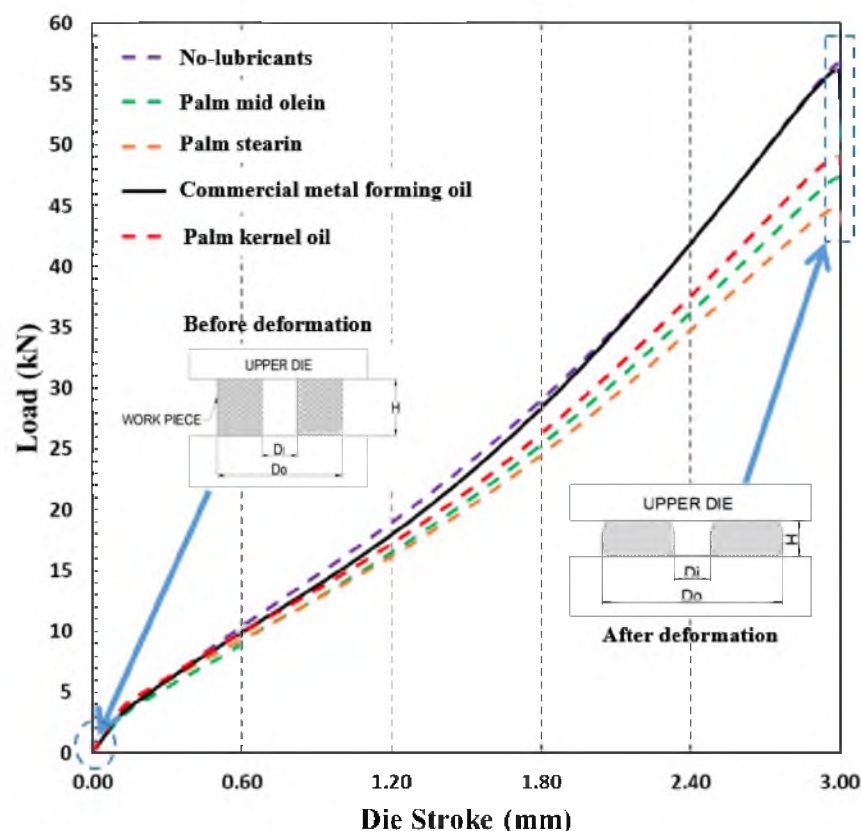 60
55
50
45
40
35
30
25
20
15
10
5
0
Load (kN)
No-lubricants
Palm mid olein
Palm stearin
Commercial metal forming oil
Palm kernel oil
Before deformation
UPPER DIE
WORK PIECE
H
Di
Do
UPPER DIE
H
Di
Do
After deformation
0.00 0.60 1.20 1.80 2.40 3.00
Die Stroke (mm)